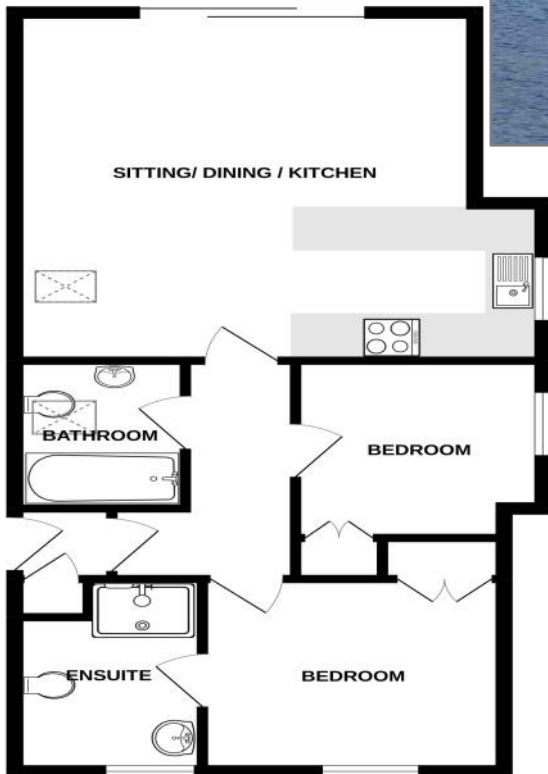 SITTING/ DINING / KITCHEN
BATHROOM
BEDROOM
ENSUITE
BEDROOM